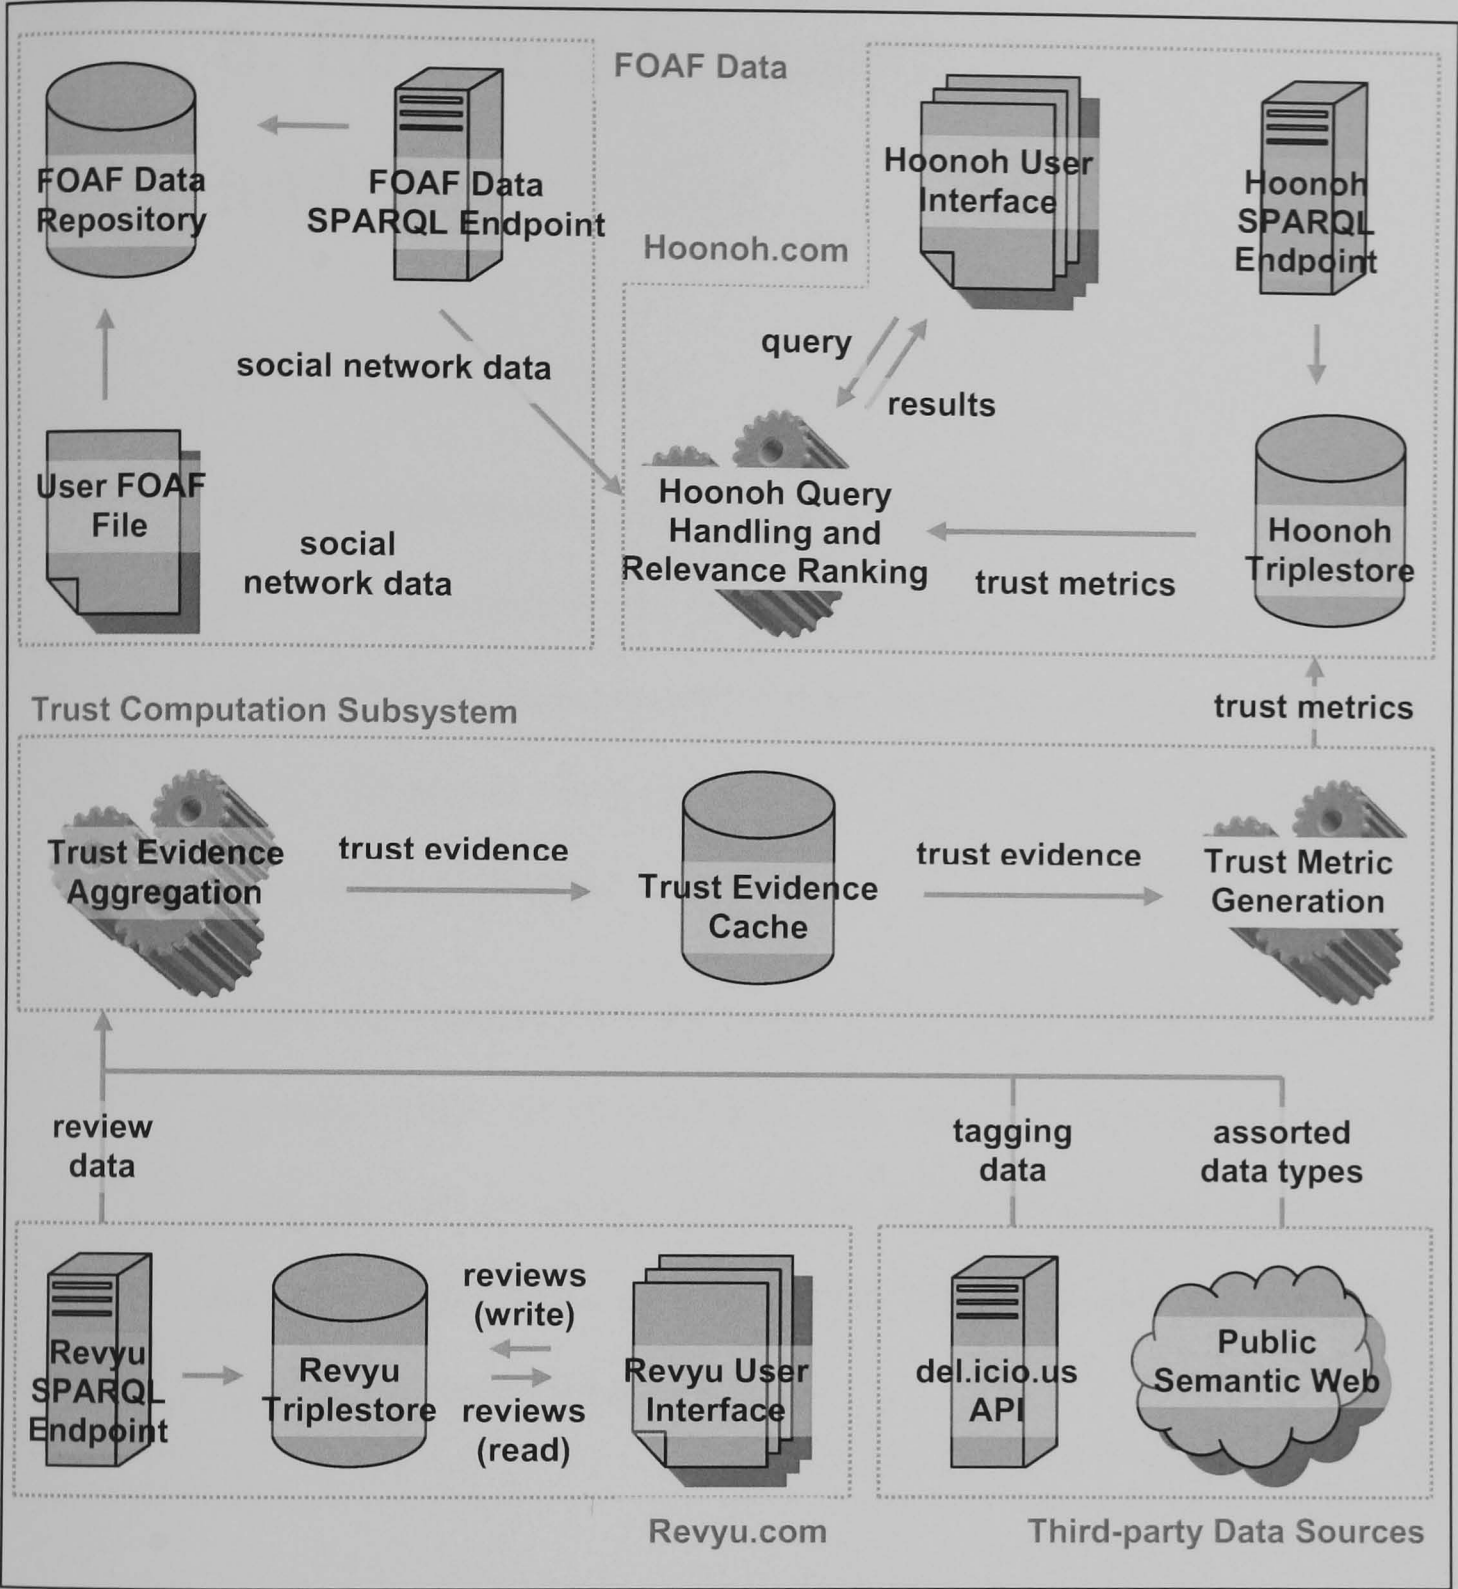 FOAF Data
FOAF Data
Repository
FOAF Data
SPARQL Endpoint
Hoonoh User
Interface
Hoonoh
SPARQL
Endpoint
Hoonoh.com
social network data
query
results
User FOAF
File
social
network data
Hoonoh Query
Handling and
Relevance Ranking
trust metrics
Hoonoh
Triplestore
trust metrics
Trust Computation Subsystem
Trust Evidence
Aggregation
trust evidence
Trust Evidence
Cache
trust evidence
Trust Metric
Generation
review
data
tagging
data
assorted
data types
Revyu
SPARQL
Endpoint
Revyu
Triplestore
reviews
(write)
reviews
(read)
Revyu User
Interface
del.icio.us
API
Public
Semantic Web
Revyu.com
Third-party Data Sources